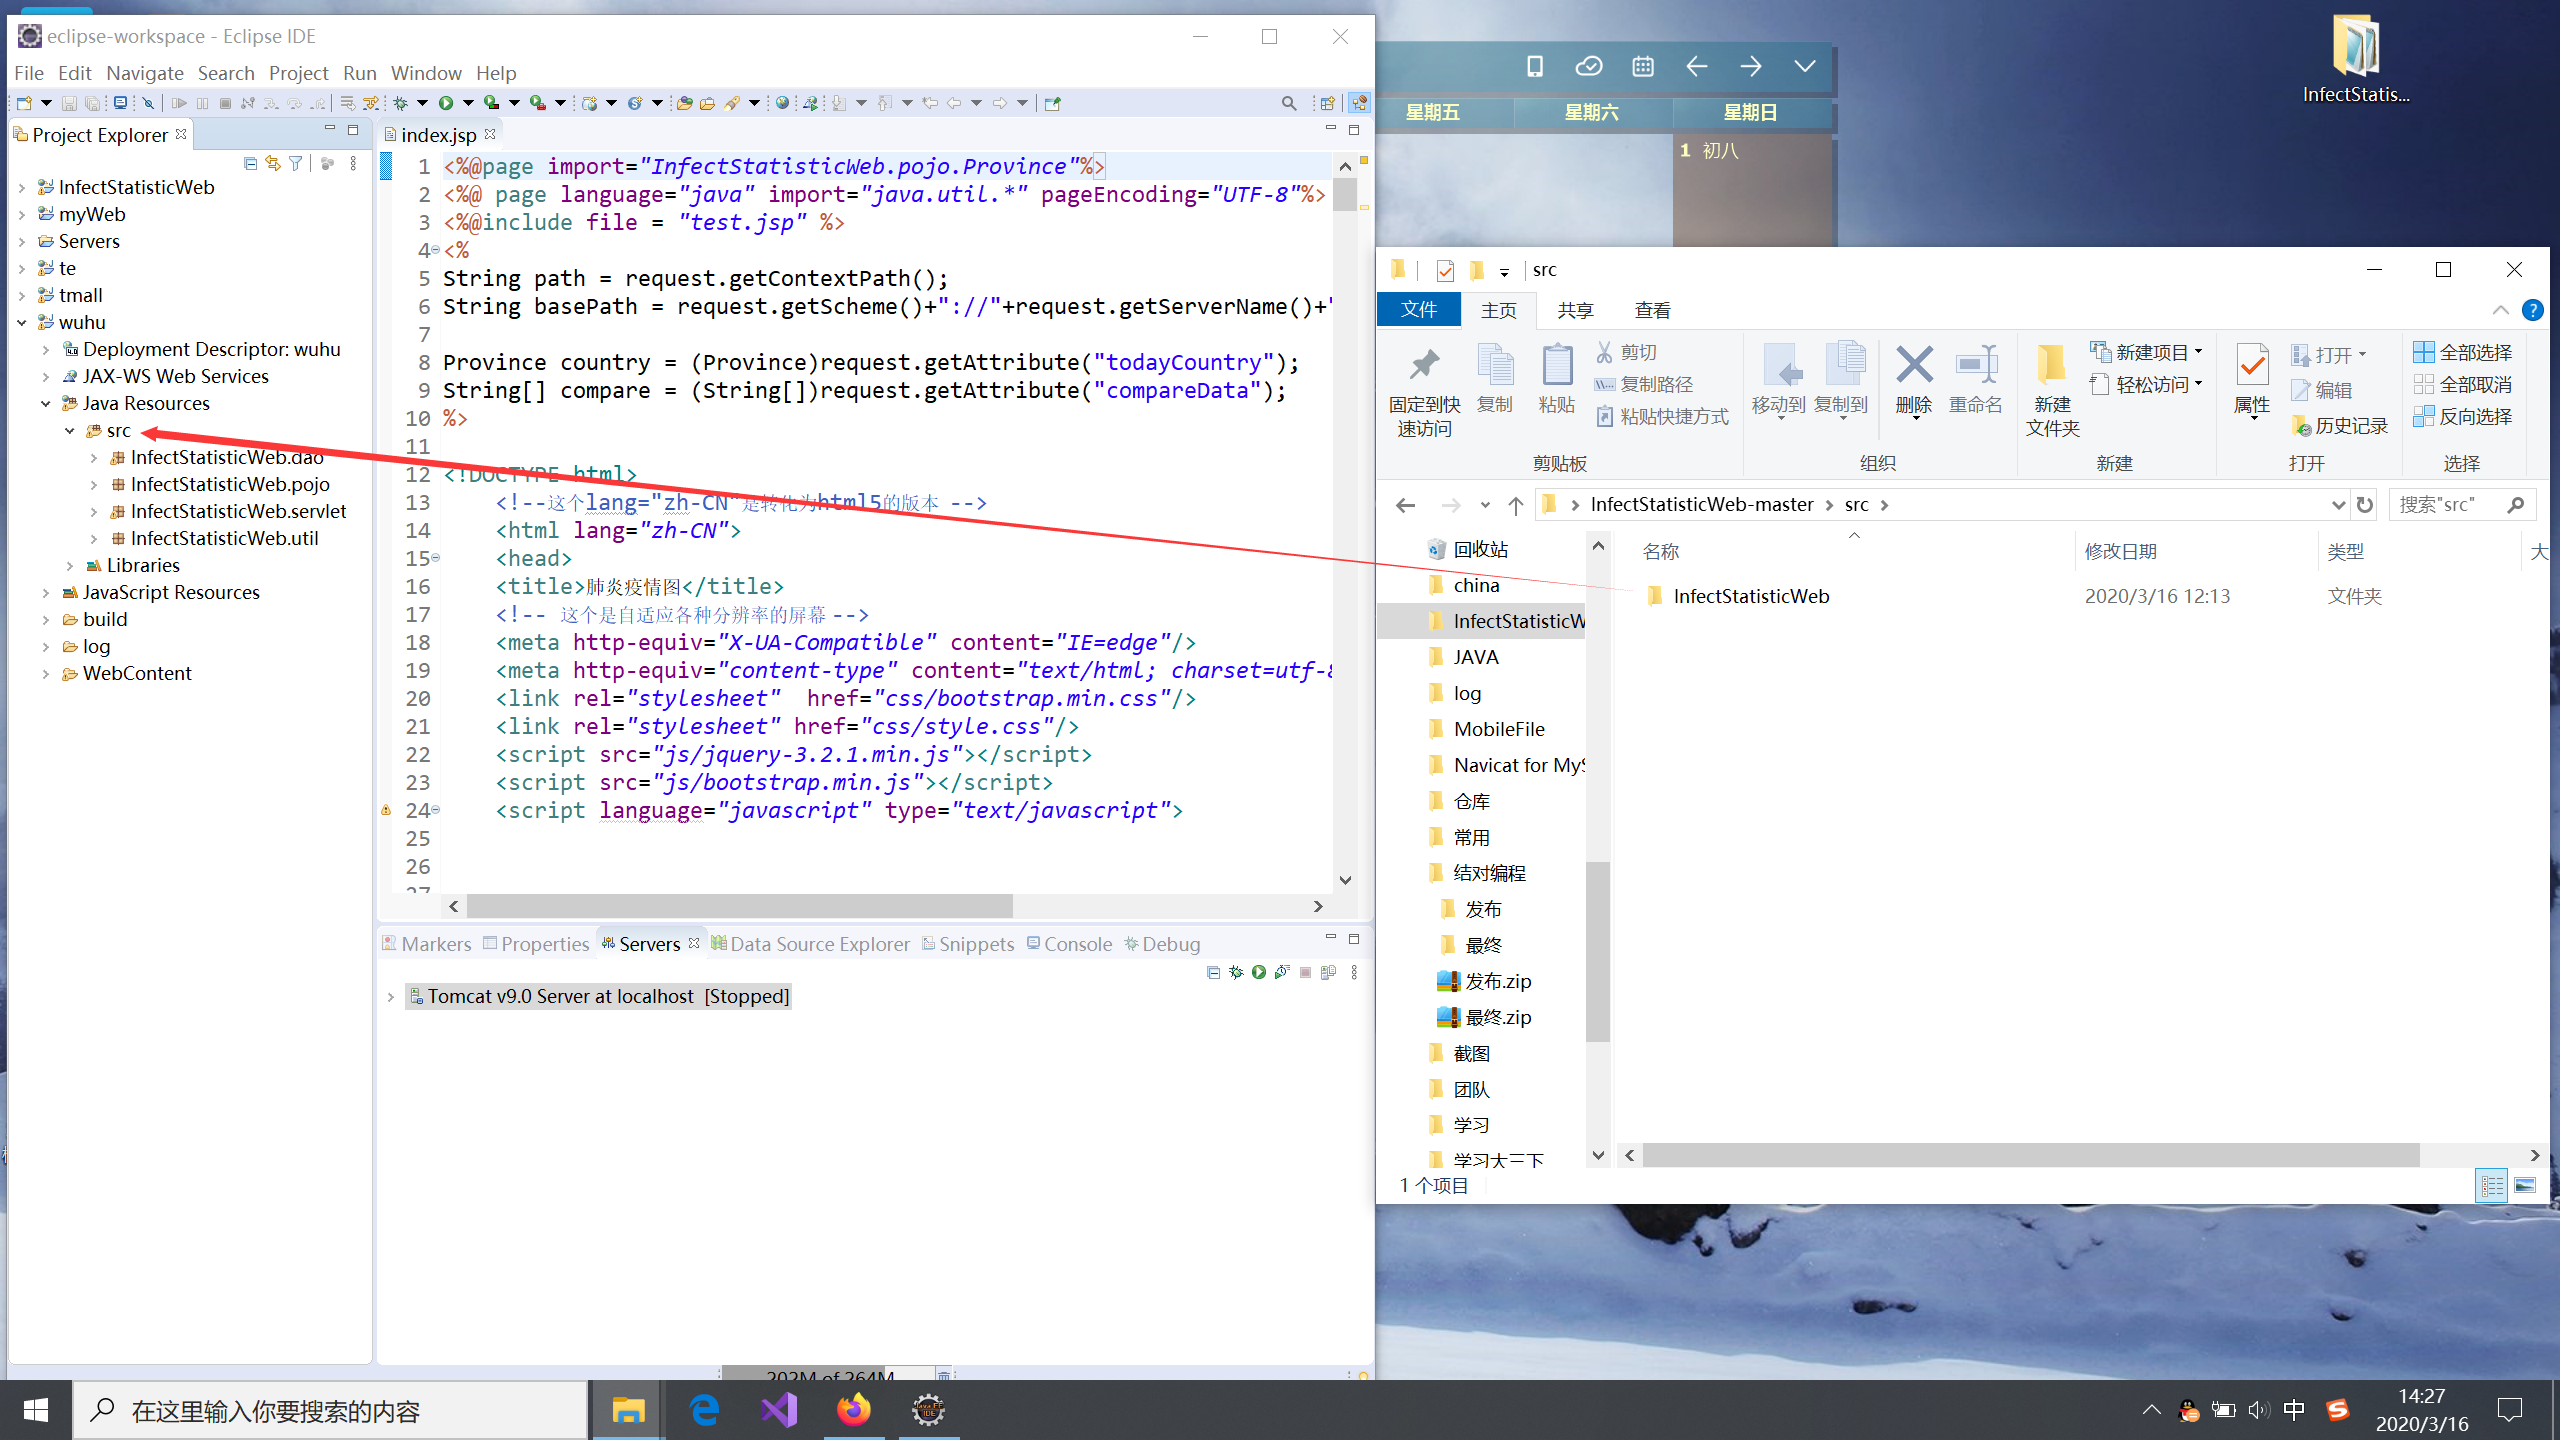 eclipse-workspace - Eclipse IDE
File Edit Navigate Search Project Run Window Help
Project Explorer
InfectStatisticWeb
myWeb
Servers
te
tmall
wuhu
Deployment Descriptor: wuhu
JAX-WS Web Services
Java Resources
src
InfectStatisticWeb.dao
InfectStatisticWeb.pojo
InfectStatisticWeb.servlet
InfectStatisticWeb.util
Libraries
JavaScript Resources
build
log
WebContent
index.jsp
1 <%@page import="InfectStatisticWeb.pojo.Province"%>
2 <%@ page language="java" import="java.util.*" pageEncoding="UTF-8"%>
3 <%@include file = "test.jsp" %>
4 <%
5 String path = request.getContextPath();
6 String basePath = request.getScheme()+"://"+request.getServerName()+"
7
8 Province country = (Province)request.getAttribute("todayCountry");
9 String[] compare = (String[])request.getAttribute("compareData");
10 %>
11
12 <!DOCTYPE html>
13 <!--这个lang="zh-CN"是转化为html5的版本 -->
14 <html lang="zh-CN">
15 <head>
16 <title>肺炎疫情图</title>
17 <!-- 这个是自适应各种分辨率的屏幕 -->
18 <meta http-equiv="X-UA-Compatible" content="IE=edge"/>
19 <meta http-equiv="content-type" content="text/html; charset=utf-8
20 <link rel="stylesheet"  href="css/bootstrap.min.css"/>
21 <link rel="stylesheet" href="css/style.css"/>
22 <script src="js/jquery-3.2.1.min.js"></script>
23 <script src="js/bootstrap.min.js"></script>
24 <script language="javascript" type="text/javascript">
25
26
27
Markers Properties Servers Data Source Explorer Snippets Console Debug
Tomcat v9.0 Server at localhost [Stopped]
202M of 264M
星期五 星期六 星期日
1 初八
InfectStatis...
src
文件 主页 共享 查看
固定到快速访问
复制
粘贴
剪切
复制路径
粘贴快捷方式
移动到 复制到
删除 重命名
新建文件夹
新建项目
轻松访问
属性
打开
编辑
历史记录
全部选择
全部取消
反向选择
剪贴板 组织 新建 打开 选择
InfectStatisticWeb-master > src >
搜索"src"
回收站
china
InfectStatisticW
JAVA
log
MobileFile
Navicat for MyS
仓库
常用
结对编程
发布
最终
发布.zip
最终.zip
截图
团队
学习
学习大三下
名称 修改日期 类型 大
InfectStatisticWeb 2020/3/16 12:13 文件夹
1 个项目
在这里输入你要搜索的内容
中
14:27
2020/3/16